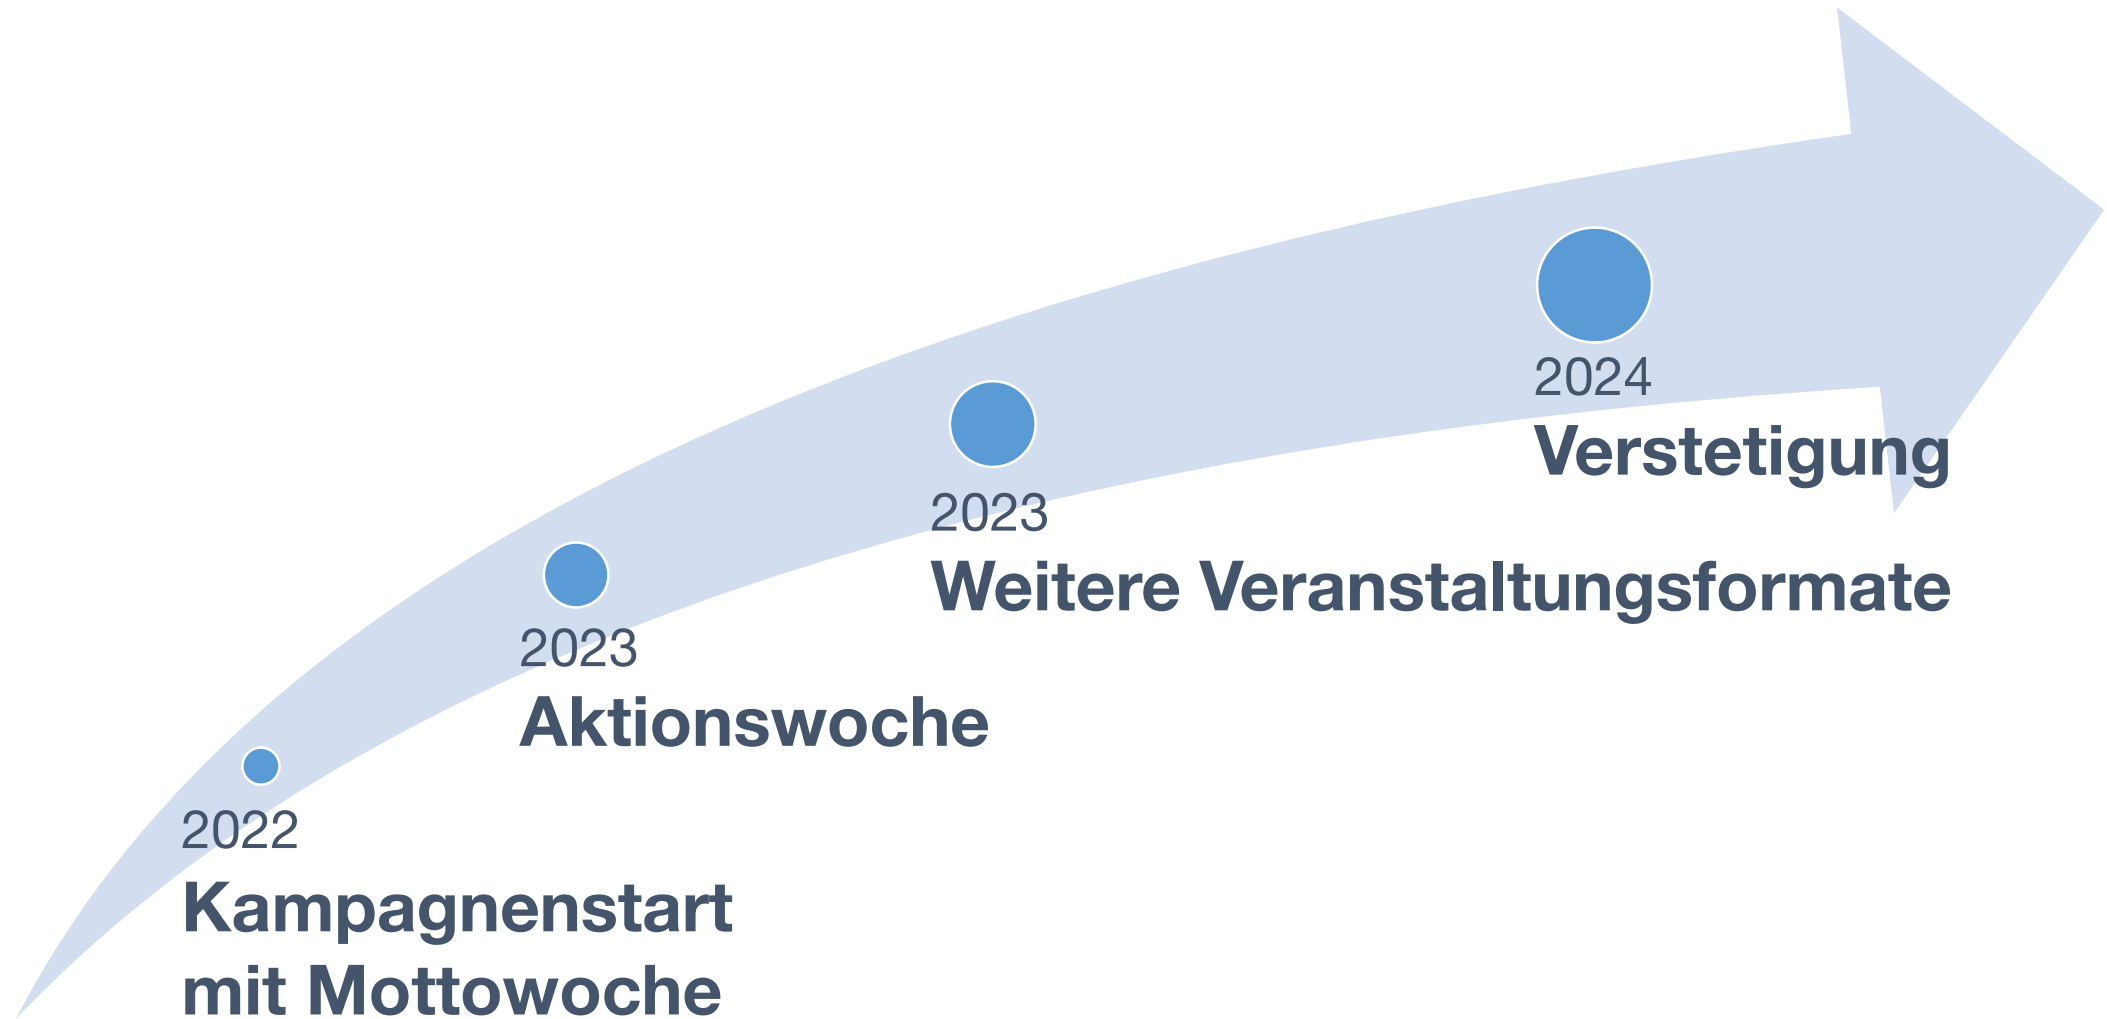 2022
Kampagnenstart
mit Mottowoche
2023
Aktionswoche
2023
Weitere Veranstaltungsformate
2024
Verstetigung